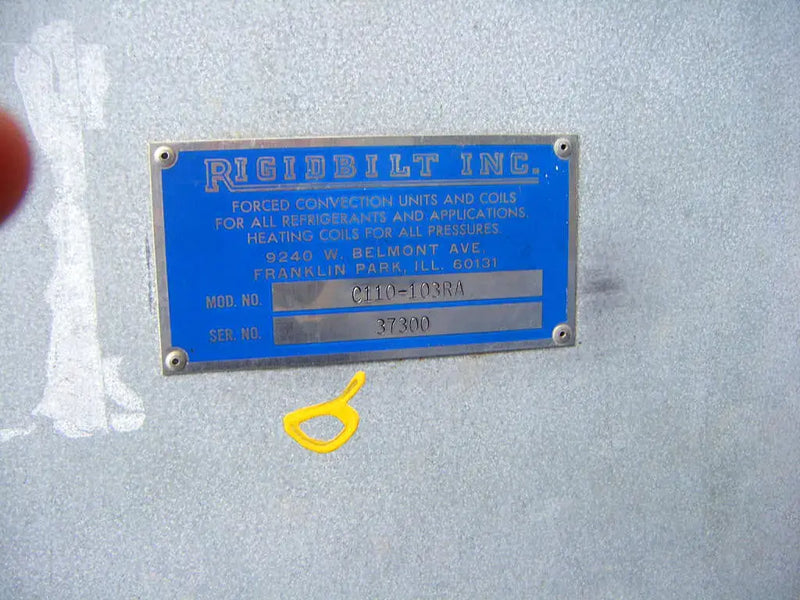 RIGIDBILT INC.
FORCED CONVECTION UNITS AND COILS
FOR ALL REFRIGERANTS AND APPLICATIONS.
HEATING COILS FOR ALL PRESSURES.
9240 W. BELMONT AVE.
FRANKLIN PARK, ILL. 60131
MOD. NO. C110-103RA
SER. NO. 37300